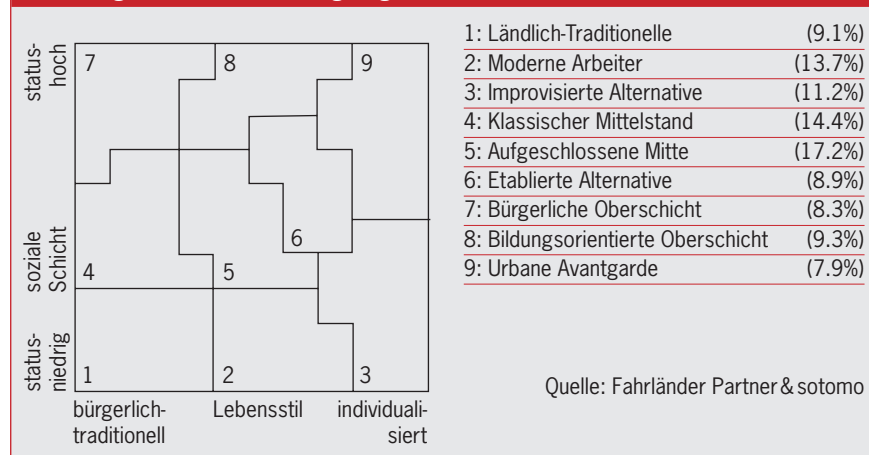 status-
hoch
soziale
Schicht
status-
niedrig
7
8
9
6
4
5
1
2
3
bürgerlich-
traditionell
Lebensstil
individuali-
siert
1: Ländlich-Traditionelle (9.1%)
2: Moderne Arbeiter (13.7%)
3: Improvisierte Alternative (11.2%)
4: Klassischer Mittelstand (14.4%)
5: Aufgeschlossene Mitte (17.2%)
6: Etablierte Alternative (8.9%)
7: Bürgerliche Oberschicht (8.3%)
8: Bildungsorientierte Oberschicht (9.3%)
9: Urbane Avantgarde (7.9%)
Quelle: Fahrländer Partner & sotomo